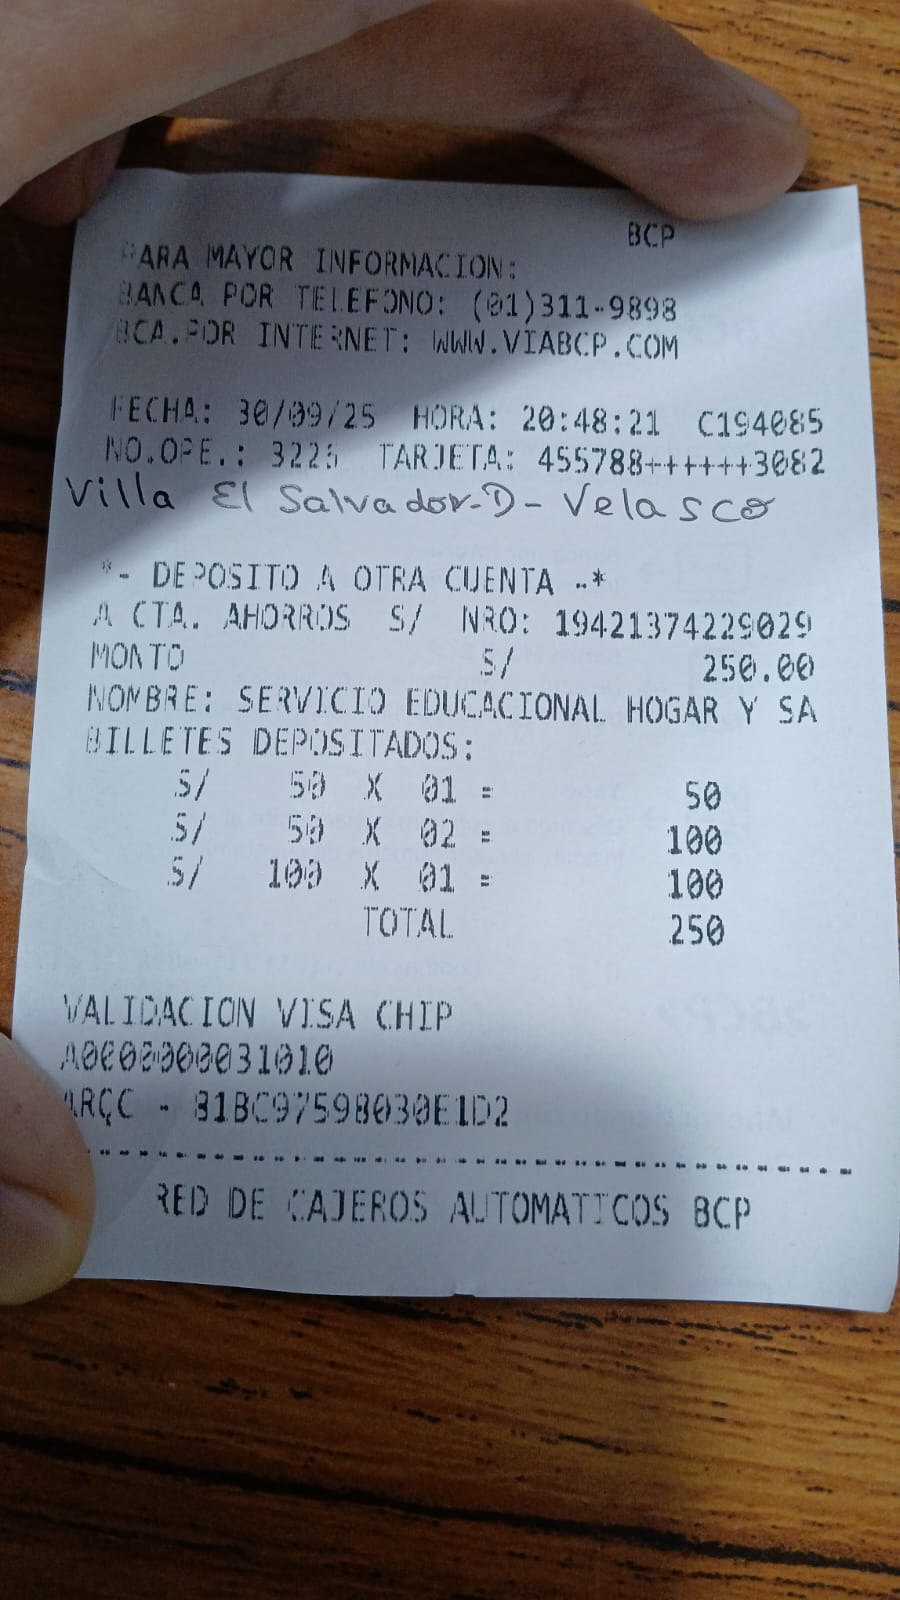 BCP
PARA MAYOR INFORMACION:
BANCA POR TELEFONO: (01)311-9898
BCA.POR INTERNET: WWW.VIABCP.COM
FECHA: 30/09/25 HORA: 20:48:21 C194085
NO.OPE.: 3225 TARJETA: 455788++++++3082
Villa El Salvador-D- Velasco
*- DEPOSITO A OTRA CUENTA -.*
A CTA. AHORROS S/ NRO: 19421374229029
MONTO S/ 250.00
NOMBRE: SERVICIO EDUCACIONAL HOGAR Y SA
BILLETES DEPOSITADOS:
S/ 50 X 01 = 50
S/ 50 X 02 = 100
S/ 100 X 01 = 100
TOTAL 250
VALIDACION VISA CHIP
A0000000031010
ARQC - 81BC97598030E1D2
RED DE CAJEROS AUTOMATICOS BCP